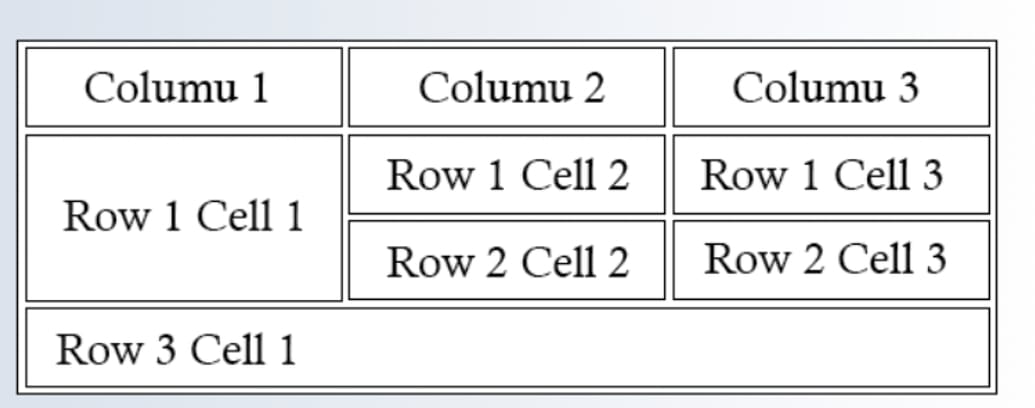 Columu 1 Columu 2 Columu 3
Row 1 Cell 1
Row 1 Cell 2 Row 1 Cell 3
Row 2 Cell 2 Row 2 Cell 3
Row 3 Cell 1